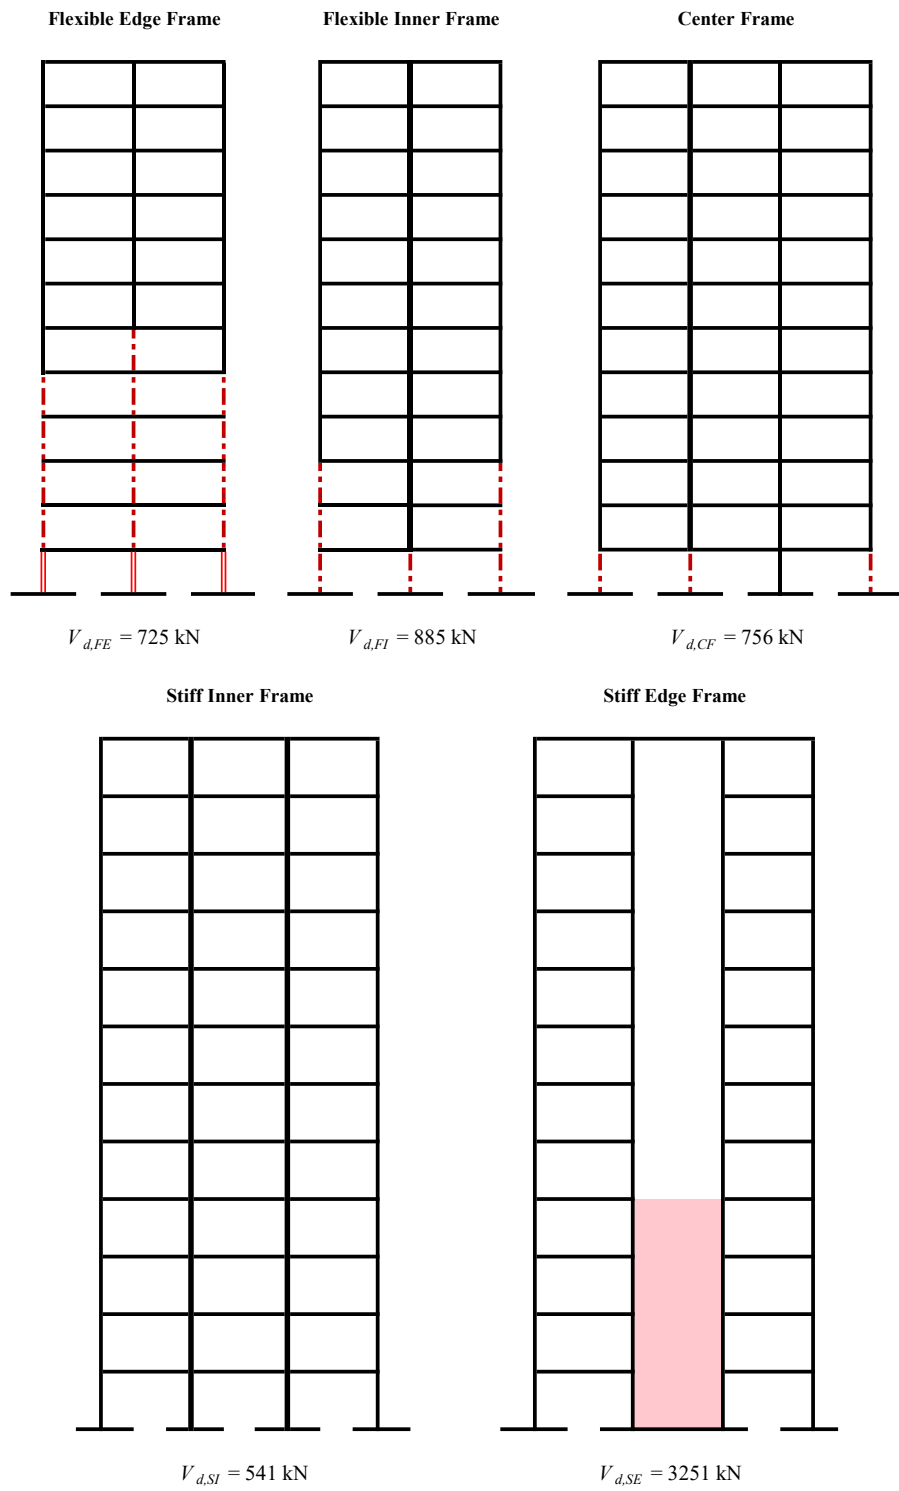 Flexible Edge Frame
Flexible Inner Frame
Center Frame
V d,FE = 725 kN
V d,FI = 885 kN
V d,CF = 756 kN
Stiff Inner Frame
Stiff Edge Frame
V d,SI = 541 kN
V d,SE = 3251 kN